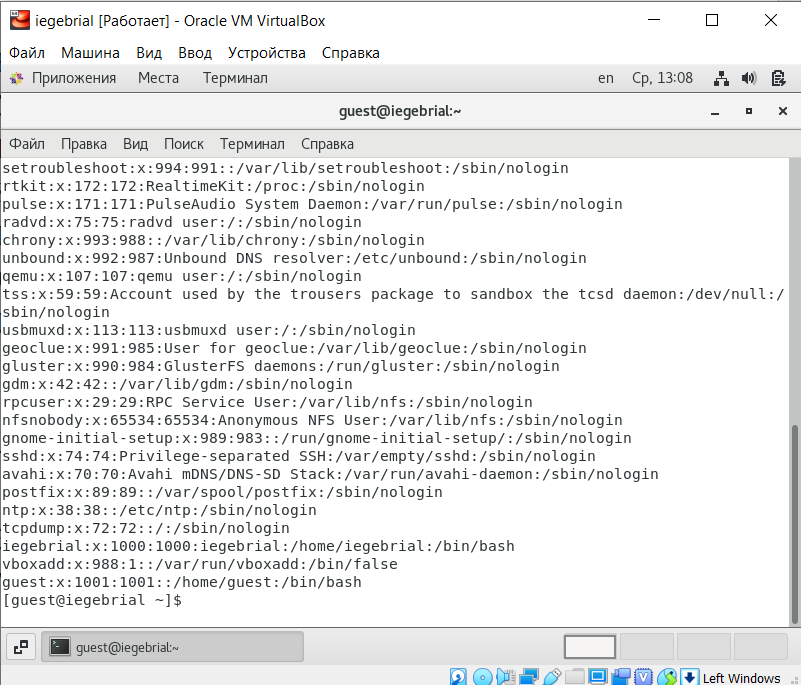 iegebrial [Работает] - Oracle VM VirtualBox
Файл Машина Вид Ввод Устройства Справка
Приложения Места Терминал en Ср, 13:08
guest@iegebrial:~
Файл Правка Вид Поиск Терминал Справка
setroubleshoot:x:994:991::/var/lib/setroubleshoot:/sbin/nologin
rtkit:x:172:172:RealtimeKit:/proc:/sbin/nologin
pulse:x:171:171:PulseAudio System Daemon:/var/run/pulse:/sbin/nologin
radvd:x:75:75:radvd user:/:/sbin/nologin
chrony:x:993:988::/var/lib/chrony:/sbin/nologin
unbound:x:992:987:Unbound DNS resolver:/etc/unbound:/sbin/nologin
qemu:x:107:107:qemu user:/:/sbin/nologin
tss:x:59:59:Account used by the trousers package to sandbox the tcsd daemon:/dev/null:/
sbin/nologin
usbmuxd:x:113:113:usbmuxd user:/:/sbin/nologin
geoclue:x:991:985:User for geoclue:/var/lib/geoclue:/sbin/nologin
gluster:x:990:984:GlusterFS daemons:/run/gluster:/sbin/nologin
gdm:x:42:42::/var/lib/gdm:/sbin/nologin
rpcuser:x:29:29:RPC Service User:/var/lib/nfs:/sbin/nologin
nfsnobody:x:65534:65534:Anonymous NFS User:/var/lib/nfs:/sbin/nologin
gnome-initial-setup:x:989:983::/run/gnome-initial-setup/:/sbin/nologin
sshd:x:74:74:Privilege-separated SSH:/var/empty/sshd:/sbin/nologin
avahi:x:70:70:Avahi mDNS/DNS-SD Stack:/var/run/avahi-daemon:/sbin/nologin
postfix:x:89:89::/var/spool/postfix:/sbin/nologin
ntp:x:38:38::/etc/ntp:/sbin/nologin
tcpdump:x:72:72::/:/sbin/nologin
iegebrial:x:1000:1000:iegebrial:/home/iegebrial:/bin/bash
vboxadd:x:988:1::/var/run/vboxadd:/bin/false
guest:x:1001:1001::/home/guest:/bin/bash
[guest@iegebrial ~]$
guest@iegebrial:~
Left Windows